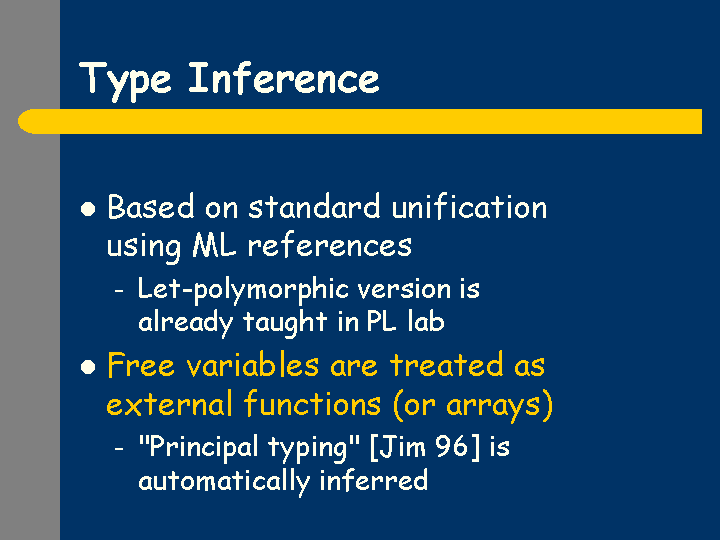 Type Inference
Based on standard unification
using ML references
- Let-polymorphic version is
already taught in PL lab
Free variables are treated as
external functions (or arrays)
- "Principal typing" [Jim 96] is
automatically inferred